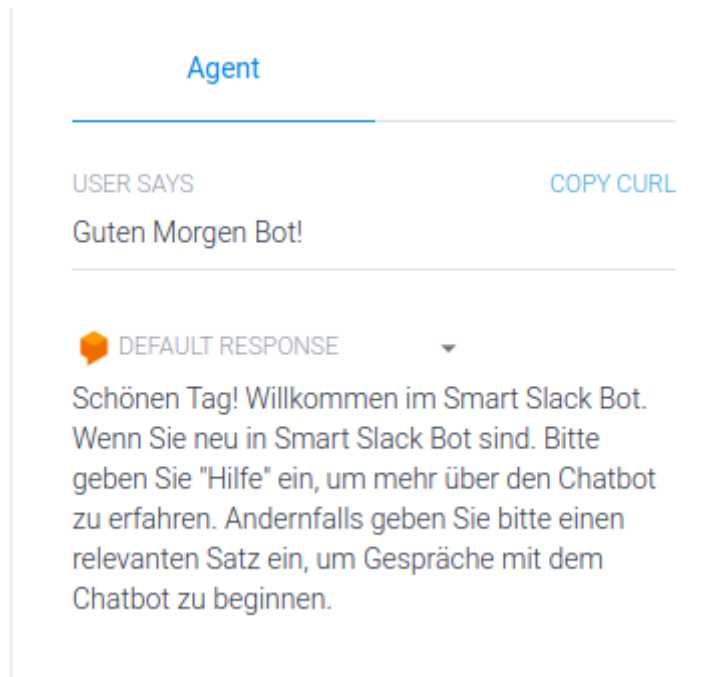 Agent
USER SAYS COPY CURL
Guten Morgen Bot!
DEFAULT RESPONSE
Schönen Tag! Willkommen im Smart Slack Bot.
Wenn Sie neu in Smart Slack Bot sind. Bitte
geben Sie "Hilfe" ein, um mehr über den Chatbot
zu erfahren. Andernfalls geben Sie bitte einen
relevanten Satz ein, um Gespräche mit dem
Chatbot zu beginnen.